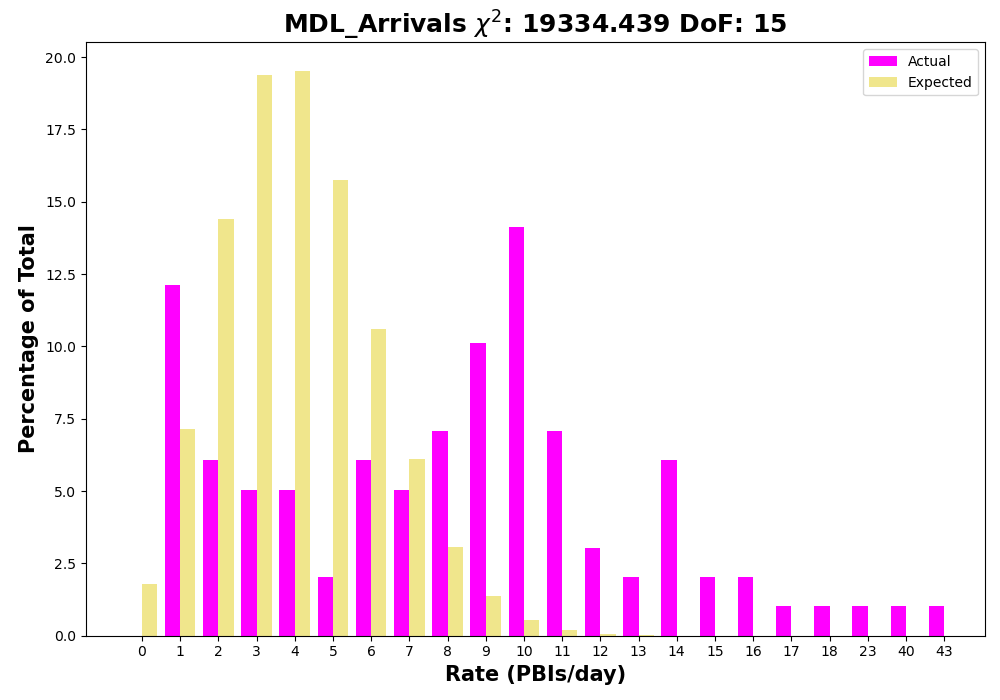 MDL_Arrivals χ²: 19334.439 DoF: 15
20.0
17.5
15.0
12.5
10.0
7.5
5.0
2.5
0.0
Percentage of Total
Actual
Expected
0 1 2 3 4 5 6 7 8 9 10 11 12 13 14 15 16 17 18 23 40 43
Rate (PBIs/day)